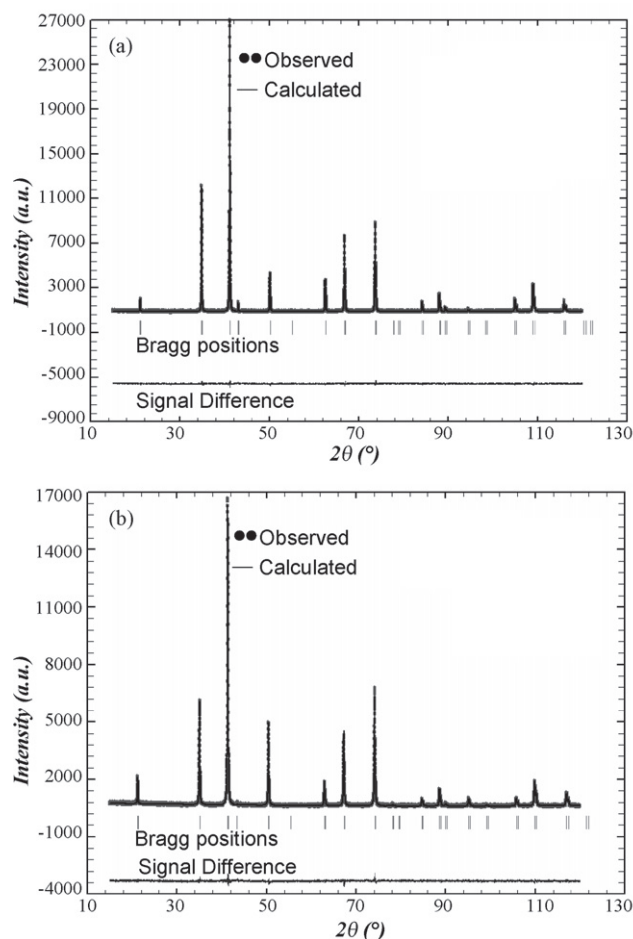 27000
(a)
●● Observed
23000
— Calculated
19000
15000
11000
7000
3000
-1000
Bragg positions
-5000
Signal Difference
-9000
10 30 50 70 90 110 130
2θ (°)
Intensity (a.u.)
17000
(b)
●● Observed
— Calculated
14000
11000
8000
5000
2000
-1000
Bragg positions
Signal Difference
-4000
10 30 50 70 90 110 130
2θ (°)
Intensity (a.u.)